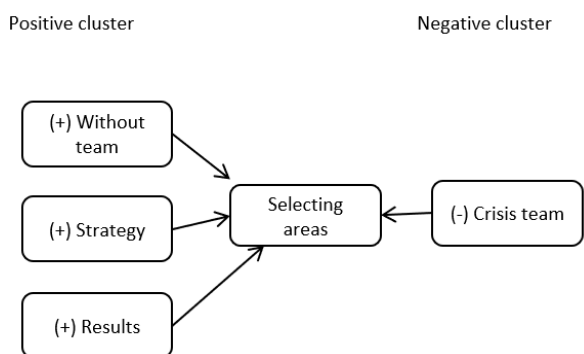 Positive cluster
Negative cluster
(+) Without
team
(+) Strategy
(+) Results
Selecting
areas
(-) Crisis team